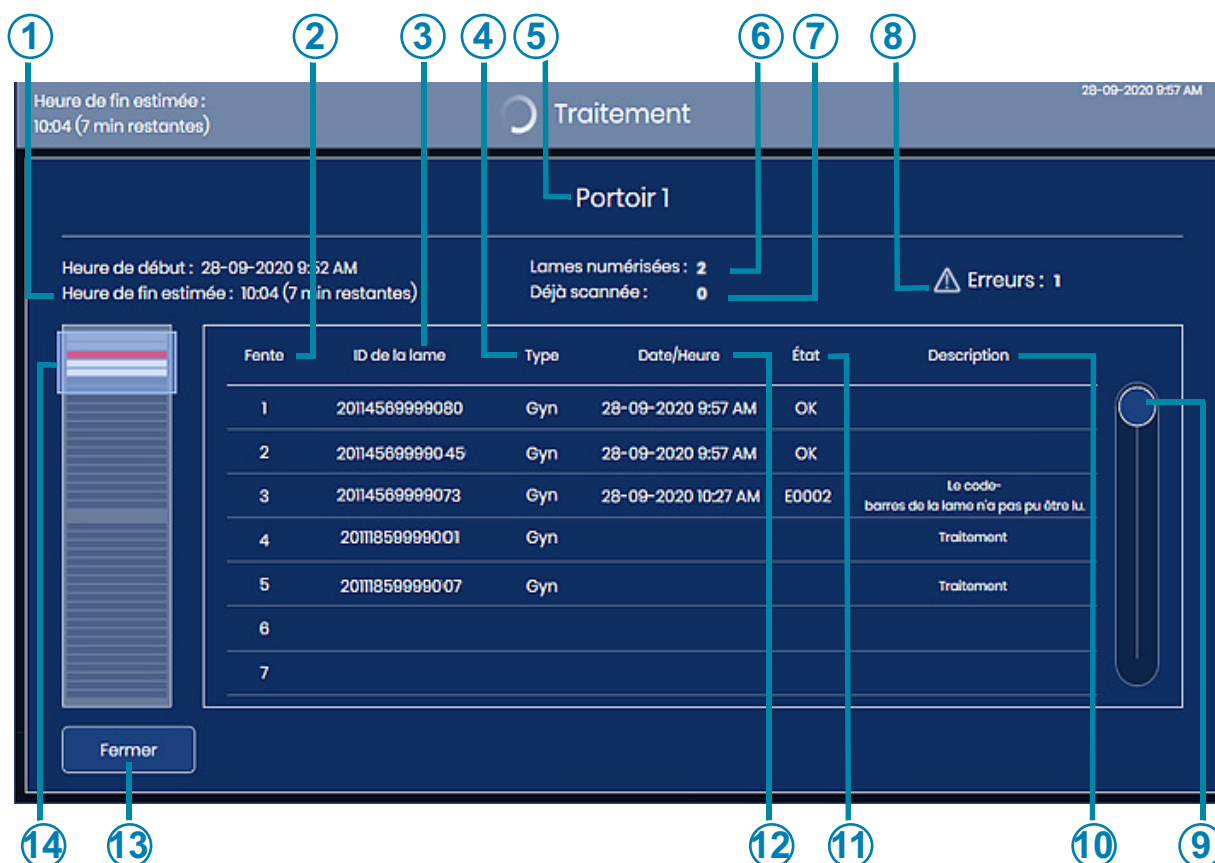 1 2 3 4 5 6 7 8
28-09-2020 9:57 AM
Heure de fin estimée :
10:04 (7 min restantes)
Traitement
Portoir 1
Heure de début : 28-09-2020 9:52 AM
Heure de fin estimée : 10:04 (7 min restantes)
Lames numérisées : 2
Déjà scannée : 0
Erreurs : 1
Fente ID de la lame Type Date/Heure État Description
1 20114569999080 Gyn 28-09-2020 9:57 AM OK
2 20114569999045 Gyn 28-09-2020 9:57 AM OK
3 20114569999073 Gyn 28-09-2020 10:27 AM E0002 Le code-
barres de la lame n'a pas pu être lu.
4 20111859999001 Gyn Traitement
5 20111859999007 Gyn Traitement
6
7
Fermer
14 13 12 11 10 9